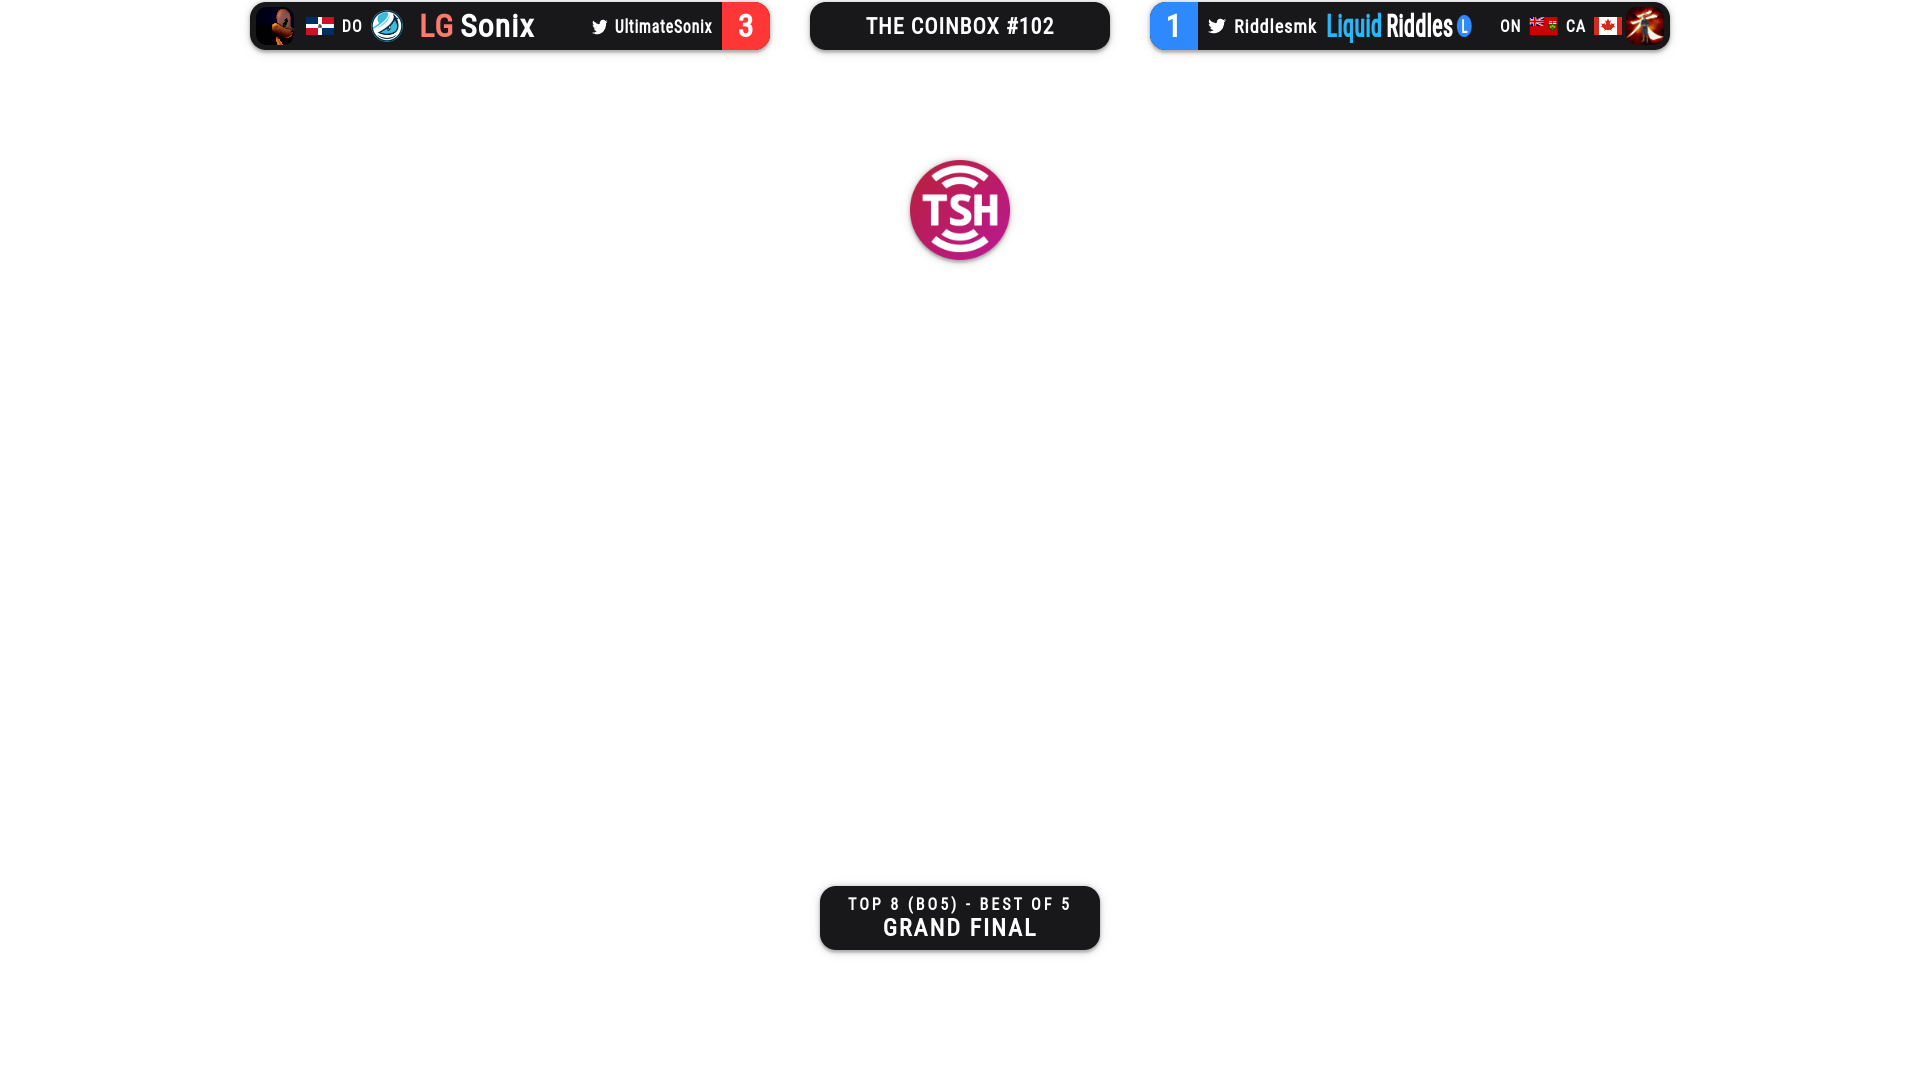 DO LG Sonix UltimateSonix 3
THE COINBOX #102
1 Riddlesmk Liquid Riddles L ON CA
TSH
TOP 8 (BO5) - BEST OF 5
GRAND FINAL